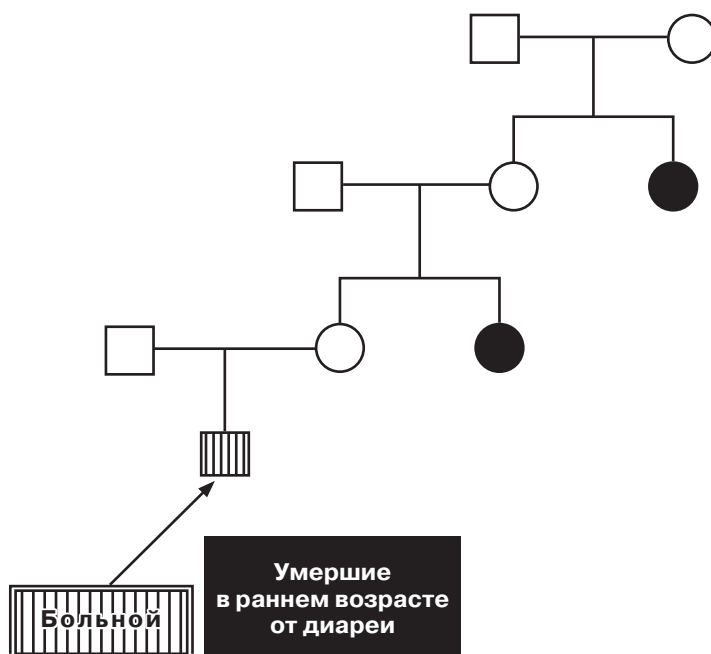 Больной
Умершие
в раннем возрасте
от диареи